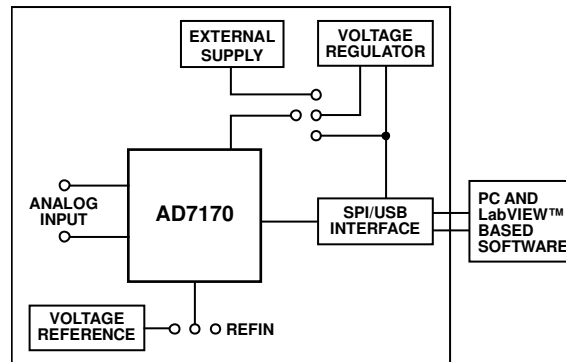 EXTERNAL
SUPPLY
VOLTAGE
REGULATOR
ANALOG
INPUT
AD7170
SPI/USB
INTERFACE
PC AND
LabVIEW™
BASED
SOFTWARE
VOLTAGE
REFERENCE
REFIN